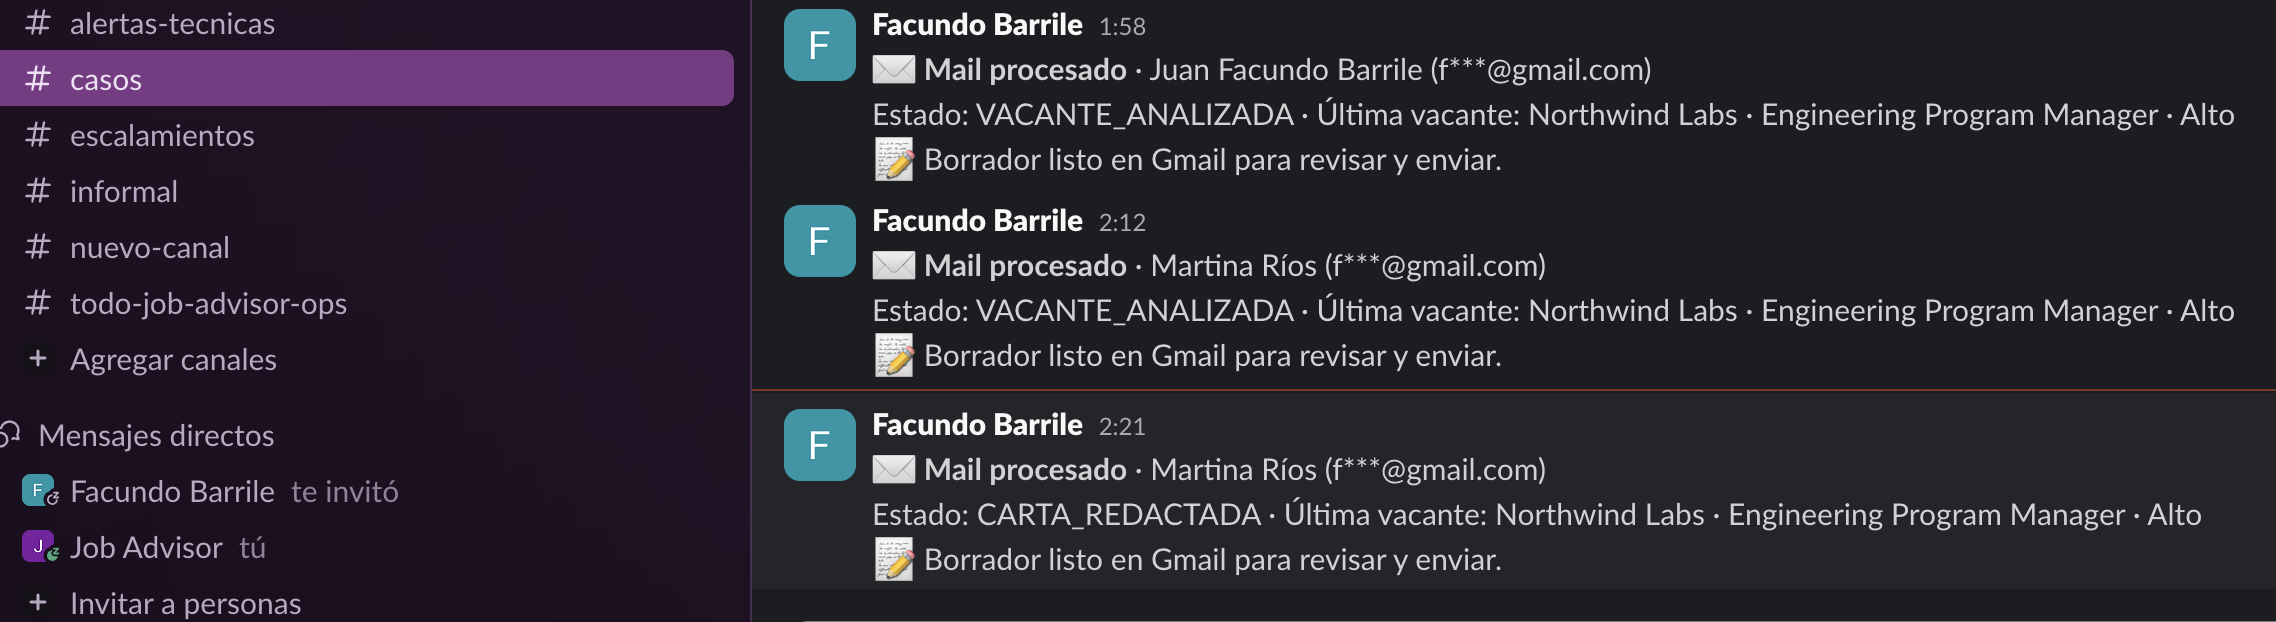 # alertas-tecnicas
# casos
# escalamientos
# informal
# nuevo-canal
# todo-job-advisor-ops
+ Agregar canales
Mensajes directos
F Facundo Barrile te invitó
J Job Advisor tú
+ Invitar a personas
F
Facundo Barrile 1:58
Mail procesado · Juan Facundo Barrile (f***@gmail.com)
Estado: VACANTE_ANALIZADA · Última vacante: Northwind Labs · Engineering Program Manager · Alto
Borrador listo en Gmail para revisar y enviar.
F
Facundo Barrile 2:12
Mail procesado · Martina Ríos (f***@gmail.com)
Estado: VACANTE_ANALIZADA · Última vacante: Northwind Labs · Engineering Program Manager · Alto
Borrador listo en Gmail para revisar y enviar.
F
Facundo Barrile 2:21
Mail procesado · Martina Ríos (f***@gmail.com)
Estado: CARTA_REDACTADA · Última vacante: Northwind Labs · Engineering Program Manager · Alto
Borrador listo en Gmail para revisar y enviar.